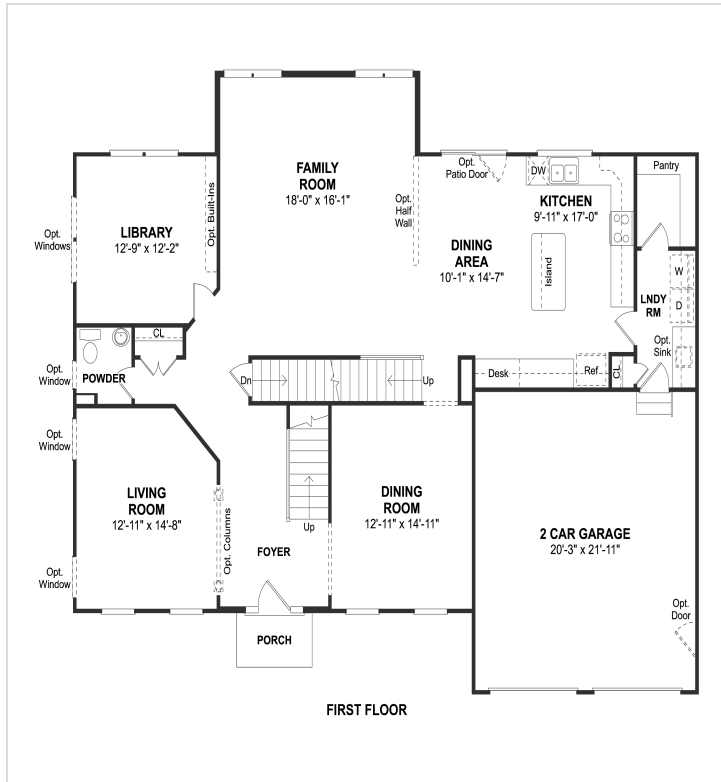 FAMILY
ROOM
18'-0" x 16'-1"
Opt.
Patio Door
DW
Pantry
KITCHEN
9'-11" x 17'-0"
Opt. Built-Ins
Opt.
Half
Wall
Opt.
Windows
LIBRARY
12'-9" x 12'-2"
DINING
AREA
10'-1" x 14'-7"
Island
W
D
LNDY
RM
Opt.
Sink
CL
Opt.
Window
POWDER
Dn
Up
Desk
Ref
CL
Opt.
Window
LIVING
ROOM
12'-11" x 14'-8"
Opt. Columns
Up
FOYER
DINING
ROOM
12'-11" x 14'-11"
2 CAR GARAGE
20'-3" x 21'-11"
Opt.
Window
Opt.
Door
PORCH
FIRST FLOOR